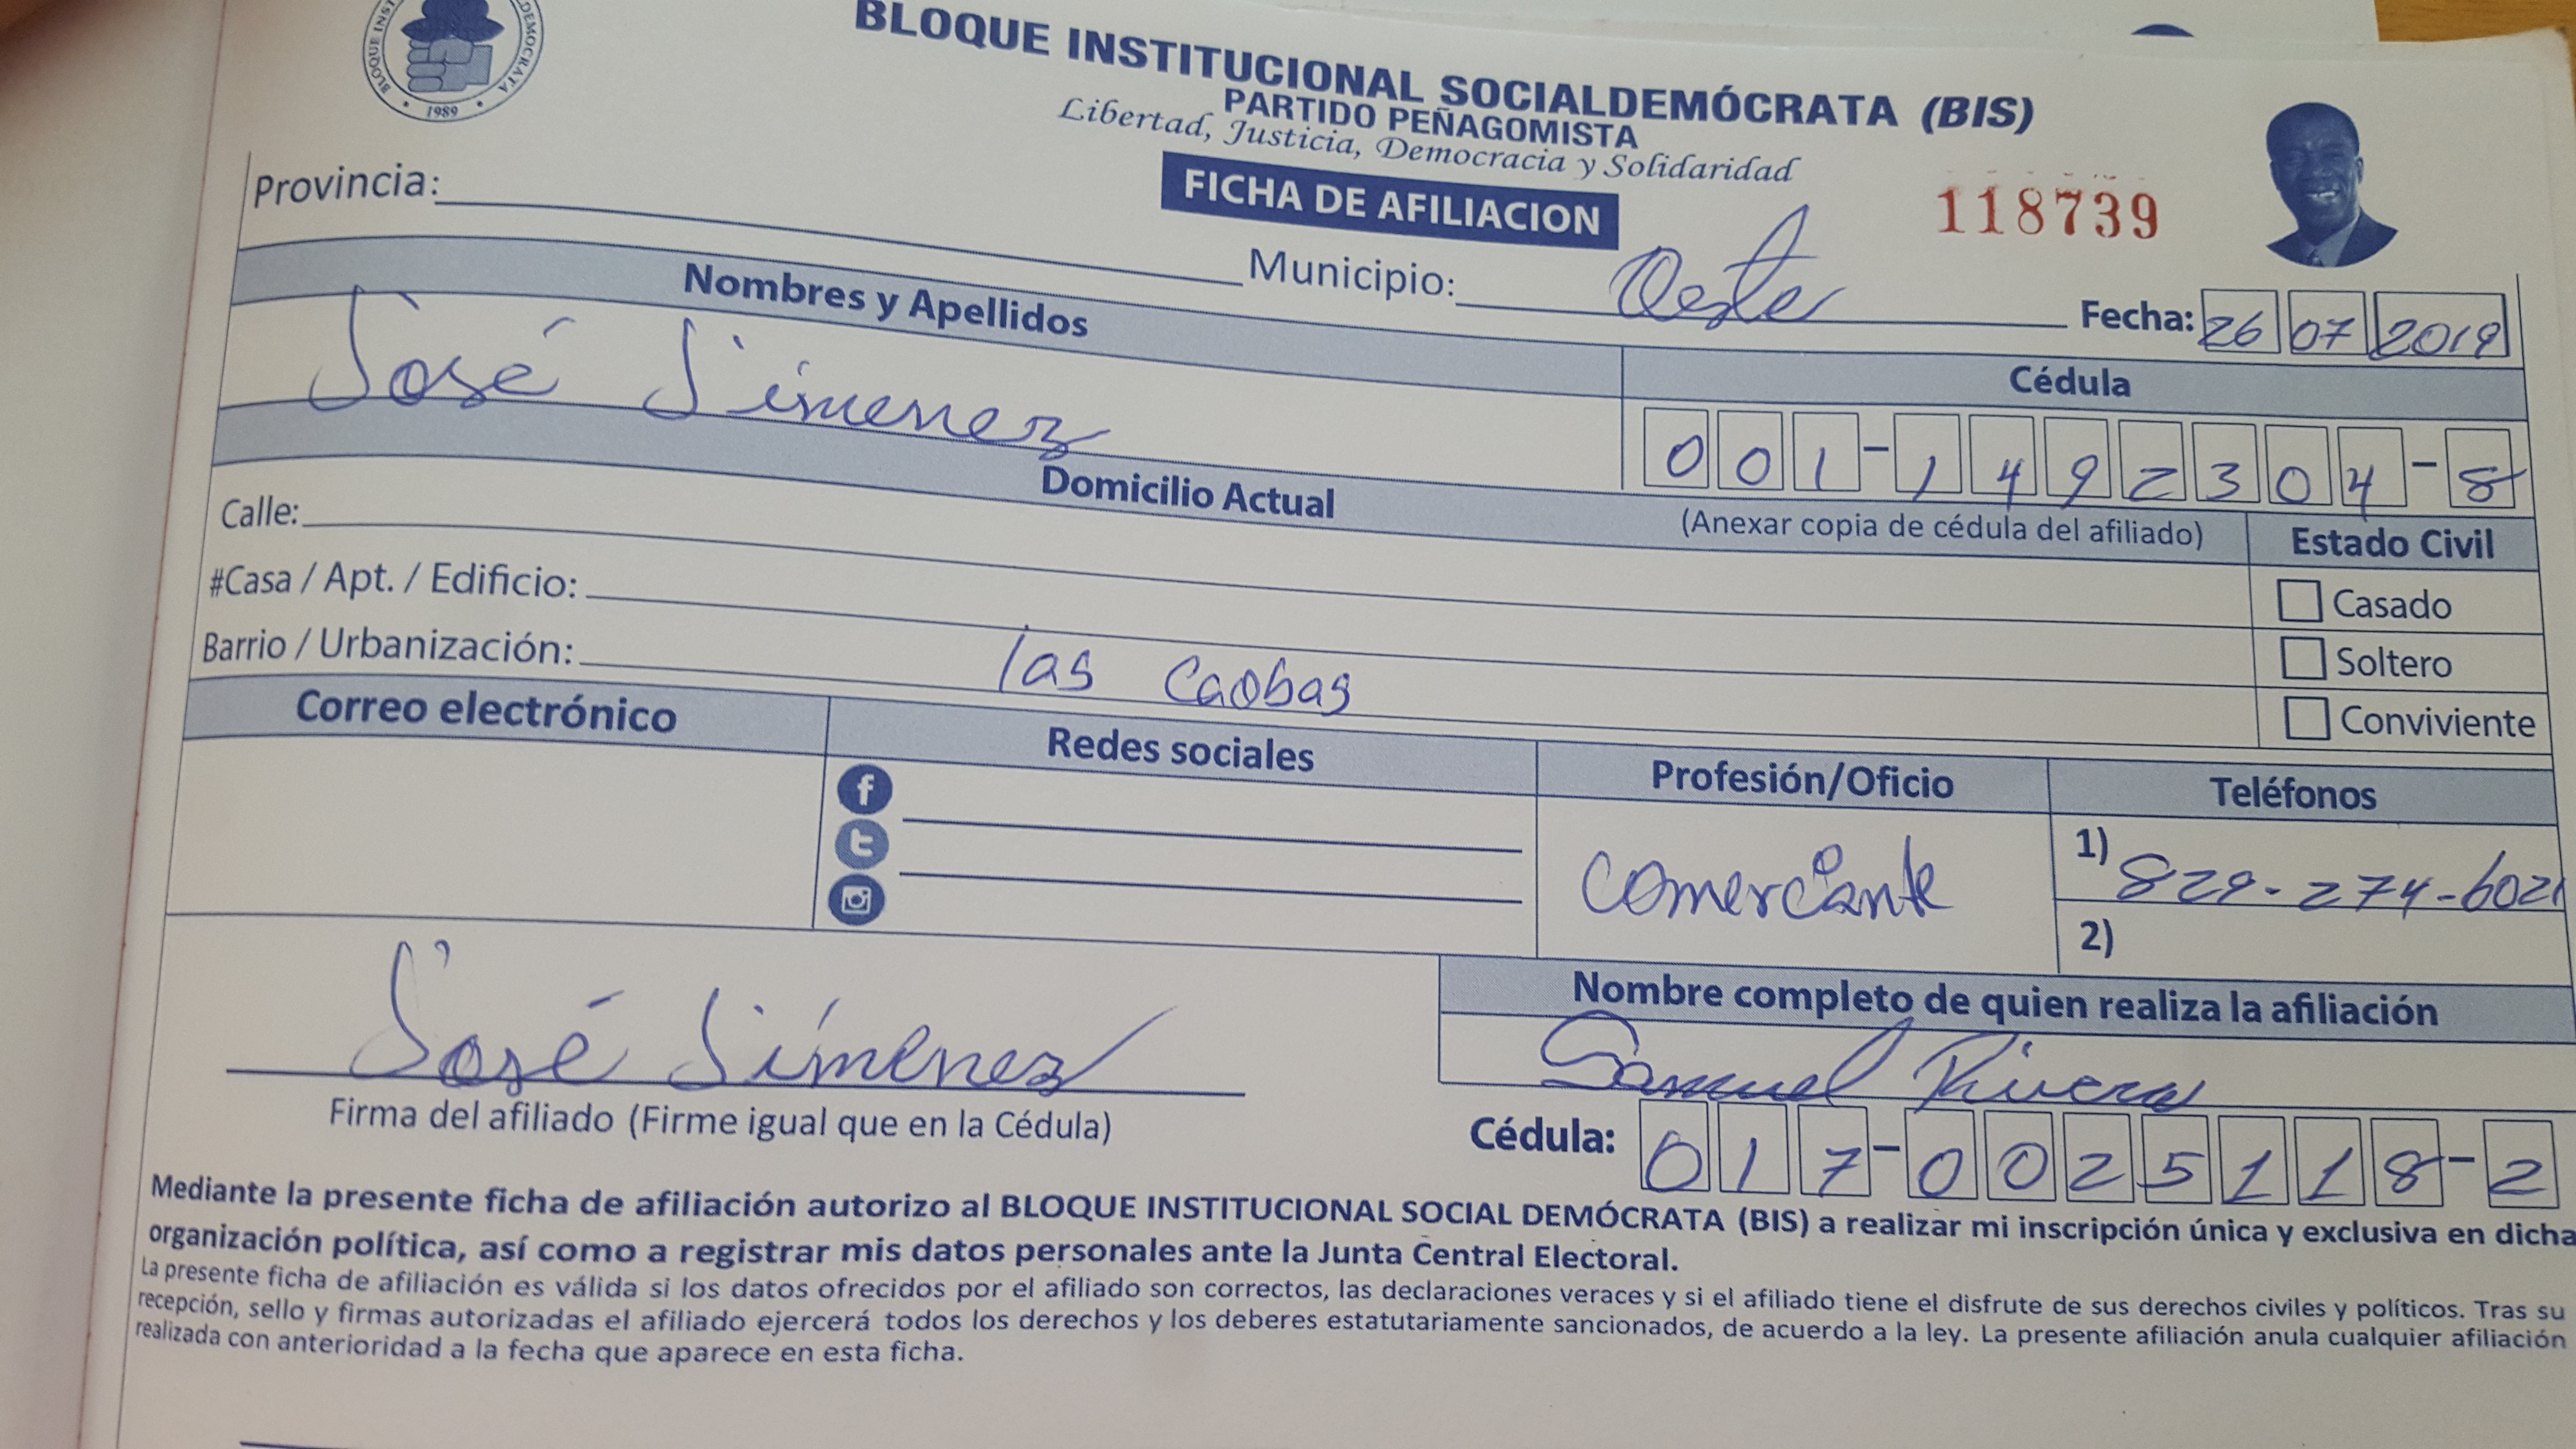 BLOQUE INST DEMOCRATA
1989
BLOQUE INSTITUCIONAL SOCIALDEMÓCRATA (BIS)
PARTIDO PEÑAGOMISTA
Libertad, Justicia, Democracia y Solidaridad
FICHA DE AFILIACION
118739
Provincia:
Municipio: Oeste
Fecha: 26 07 2019
Nombres y Apellidos
Cédula
José Jimenez
001-1492304-8
Domicilio Actual
(Anexar copia de cédula del afiliado)
Estado Civil
Calle:
Casado
#Casa / Apt. / Edificio:
Soltero
Barrio / Urbanización: las caobas
Conviviente
Correo electrónico
Redes sociales
Profesión/Oficio
Teléfonos
f
t
comerciante
1) 829-274-6021
2)
José Jímenez
Firma del afiliado (Firme igual que en la Cédula)
Nombre completo de quien realiza la afiliación
Samuel Rivera
Cédula: 017-0025118-2
Mediante la presente ficha de afiliación autorizo al BLOQUE INSTITUCIONAL SOCIAL DEMÓCRATA (BIS) a realizar mi inscripción única y exclusiva en dicha
organización política, así como a registrar mis datos personales ante la Junta Central Electoral.
La presente ficha de afiliación es válida si los datos ofrecidos por el afiliado son correctos, las declaraciones veraces y si el afiliado tiene el disfrute de sus derechos civiles y políticos. Tras su
recepción, sello y firmas autorizadas el afiliado ejercerá todos los derechos y los deberes estatutariamente sancionados, de acuerdo a la ley. La presente afiliación anula cualquier afiliación
realizada con anterioridad a la fecha que aparece en esta ficha.